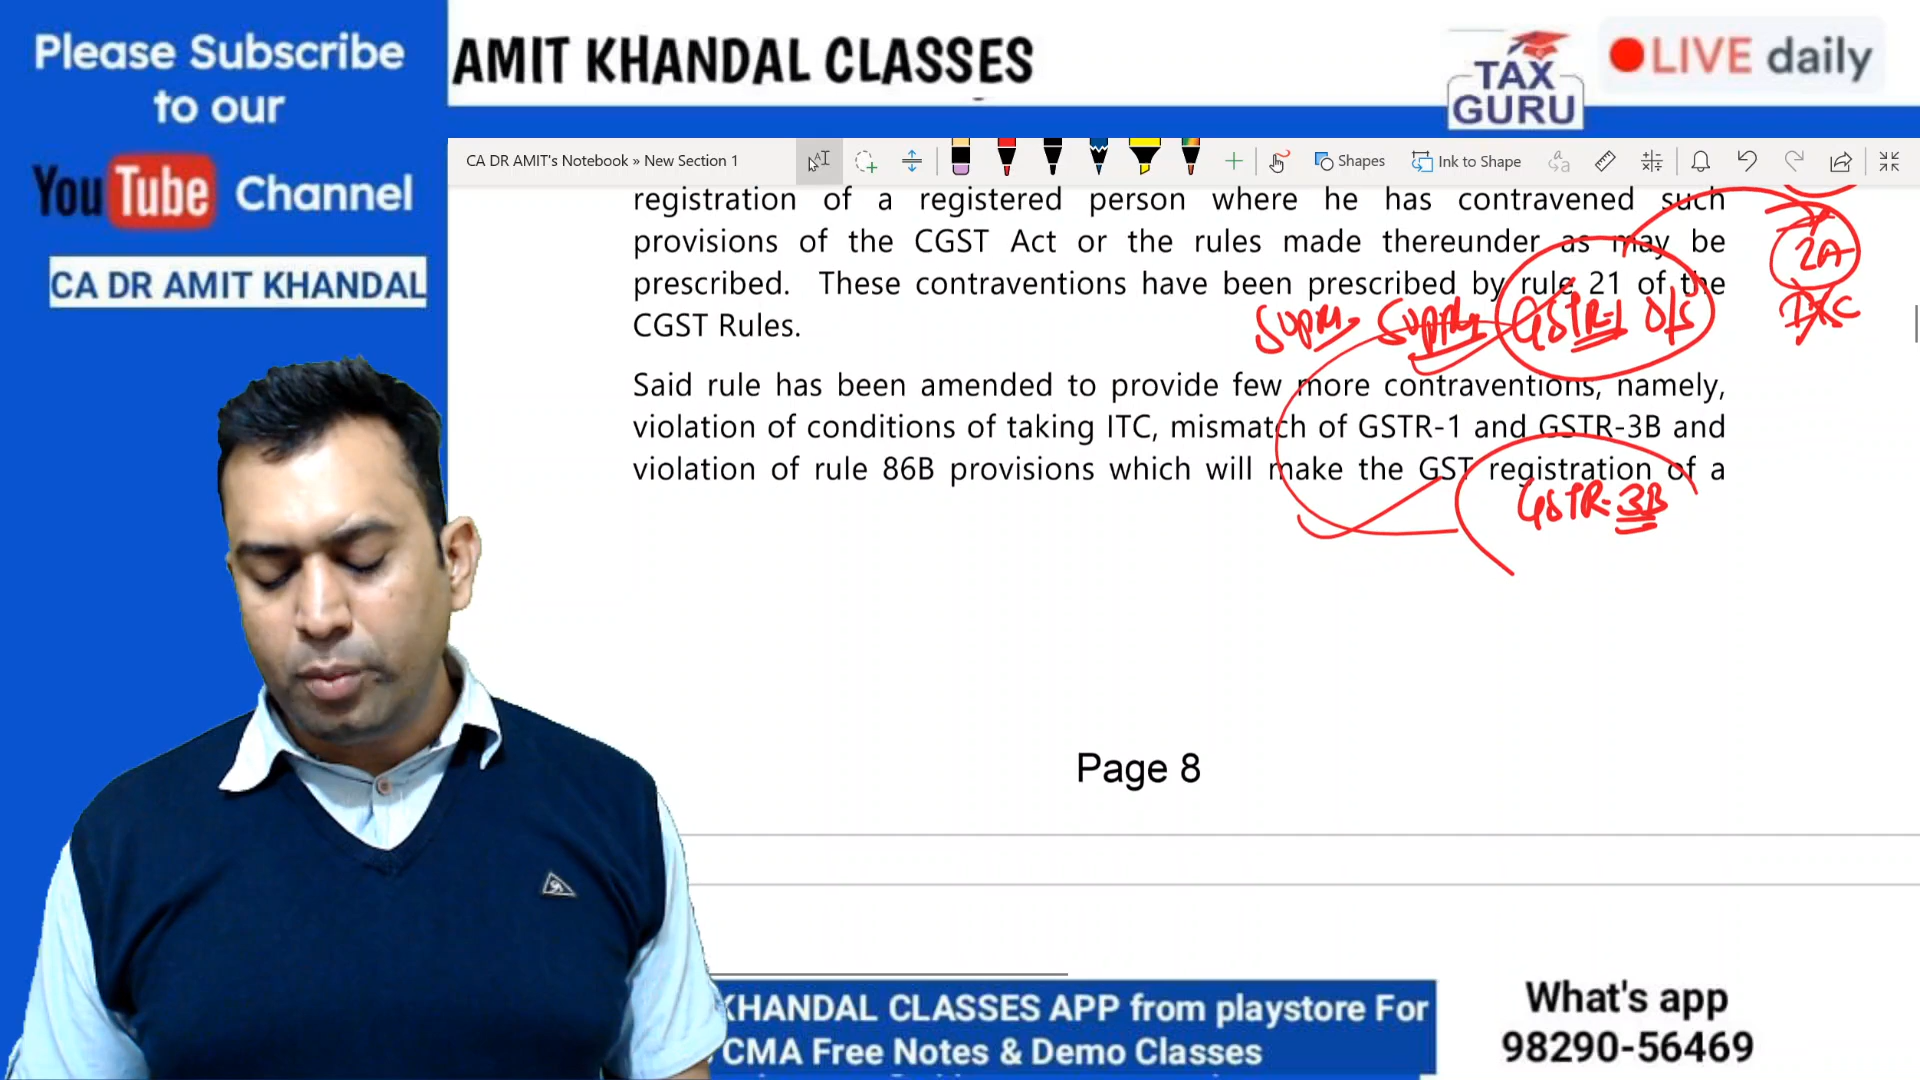 Please Subscribe
to our
YouTube Channel
CA DR AMIT KHANDAL
AMIT KHANDAL CLASSES
TAX
GURU
LIVE daily
CA DR AMIT's Notebook » New Section 1
Shapes
Ink to Shape
registration of a registered person where he has contravened such
provisions of the CGST Act or the rules made thereunder as may be
prescribed. These contraventions have been prescribed by rule 21 of the
CGST Rules.
GSTR-1 O/S
2A
Said rule has been amended to provide few more contraventions, namely,
violation of conditions of taking ITC, mismatch of GSTR-1 and GSTR-3B and
violation of rule 86B provisions which will make the GST registration of a
GSTR-3B
Page 8
KHANDAL CLASSES APP from playstore For
CMA Free Notes & Demo Classes
What's app
98290-56469